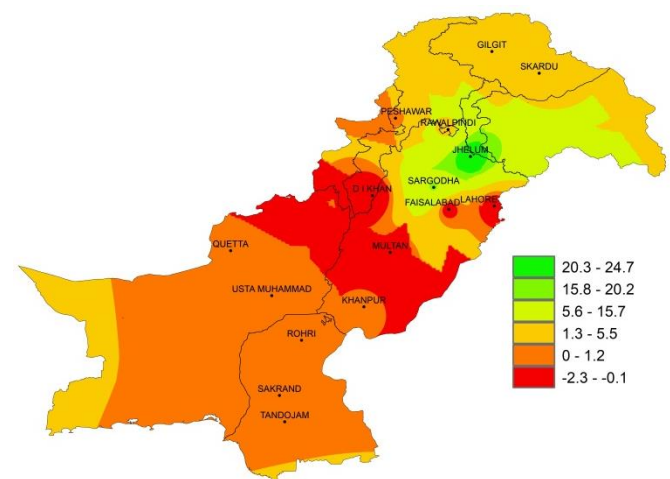 GILGIT
SKARDU
PESHAWAR
RAWALPINDI
JHELUM
SARGODHA
D.I.KHAN
FAISALABAD
LAHORE
QUETTA
MULTAN
USTA MUHAMMAD
KHANPUR
ROHRI
SAKRAND
TANDOJAM
20.3 - 24.7
15.8 - 20.2
5.6 - 15.7
1.3 - 5.5
0 - 1.2
-2.3 - -0.1